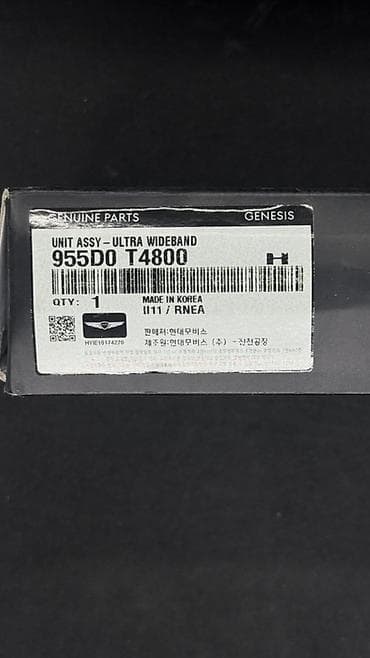 GENUINE PARTS GENESIS
UNIT ASSY - ULTRA WIDEBAND
955D0 T4800 H
QTY: 1 MADE IN KOREA
II11 / RNEA
판매처:현대모비스
HYIE10174270 제조원:현대모비스 (주) - 진천공장